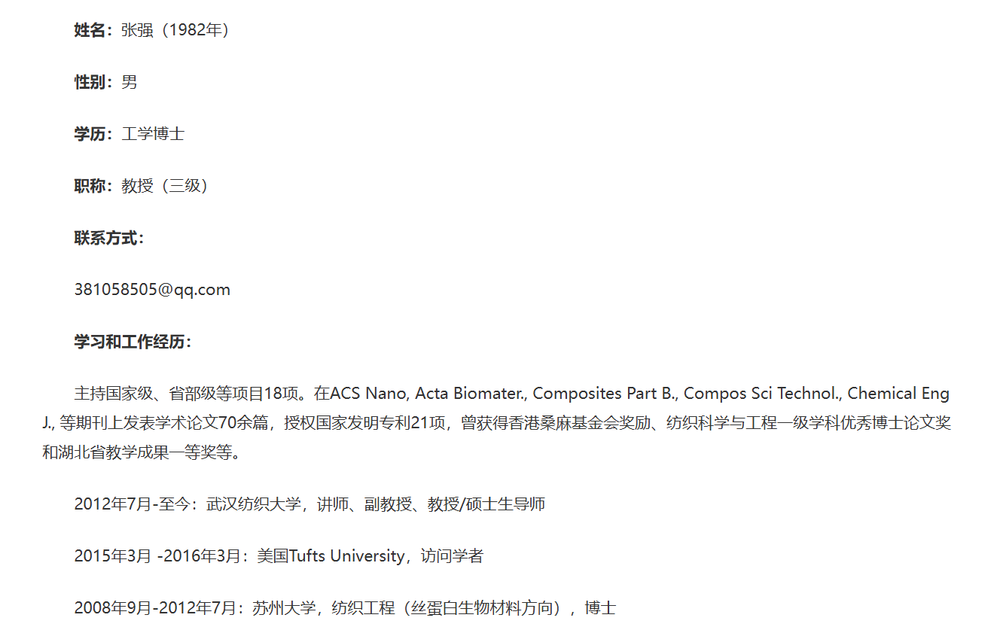 姓名：张强（1982年）
性别：男
学历：工学博士
职称：教授（三级）
联系方式：
381058505@qq.com
学习和工作经历：
主持国家级、省部级等项目18项。在ACS Nano, Acta Biomater., Composites Part B., Compos Sci Technol., Chemical Eng
J., 等期刊上发表学术论文70余篇，授权国家发明专利21项，曾获得香港桑麻基金会奖励、纺织科学与工程一级学科优秀博士论文奖
和湖北省教学成果一等奖等。
2012年7月-至今：武汉纺织大学，讲师、副教授、教授/硕士生导师
2015年3月 -2016年3月：美国Tufts University，访问学者
2008年9月-2012年7月：苏州大学，纺织工程（丝蛋白生物材料方向），博士